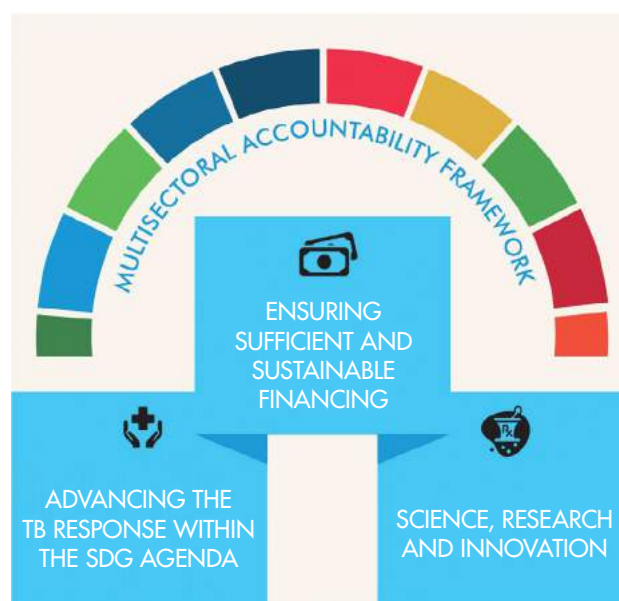 MULTISECTORAL ACCOUNTABILITY FRAMEWORK
ENSURING
SUFFICIENT AND
SUSTAINABLE
FINANCING
ADVANCING THE
TB RESPONSE WITHIN
THE SDG AGENDA
Rx
SCIENCE, RESEARCH
AND INNOVATION